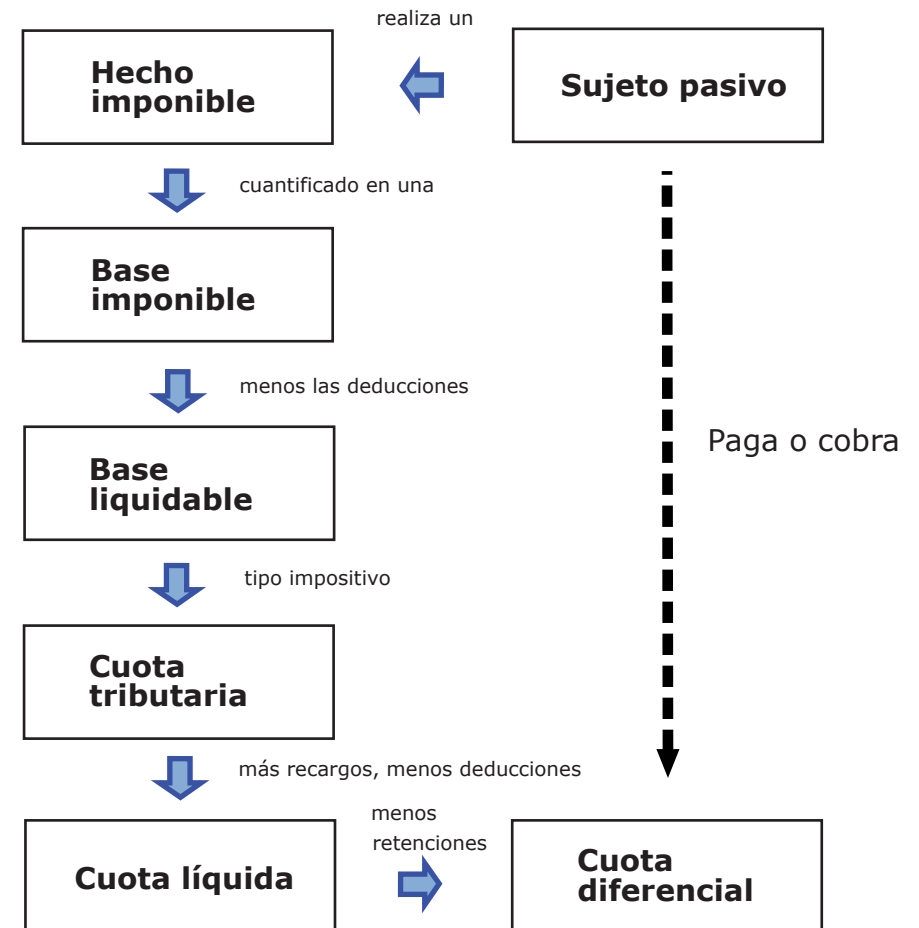 realiza un
Hecho
imponible
Sujeto pasivo
cuantificado en una
Base
imponible
menos las deducciones
Base
liquidable
Paga o cobra
tipo impositivo
Cuota
tributaria
más recargos, menos deducciones
menos
retenciones
Cuota líquida
Cuota
diferencial